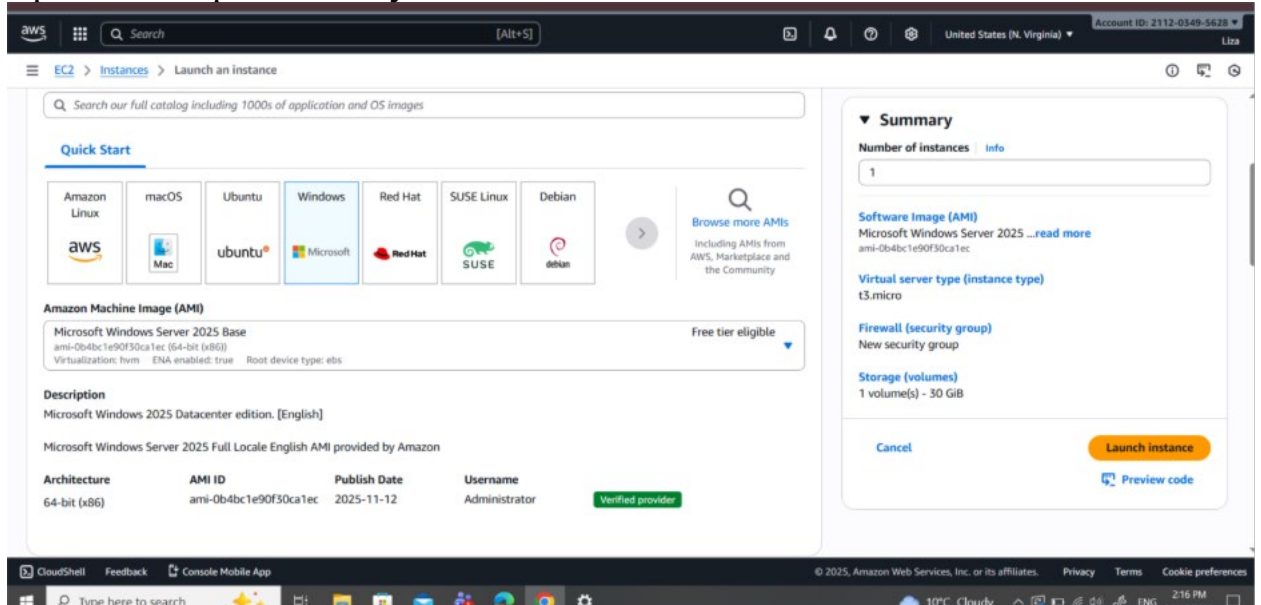 aws
Search
[Alt+S]
United States (N. Virginia)
Account ID: 2112-0349-5628
Liza
EC2 > Instances > Launch an instance
Search our full catalog including 1000s of application and OS images
Quick Start
Amazon Linux
aws
macOS
Mac
Ubuntu
ubuntu
Windows
Microsoft
Red Hat
Red Hat
SUSE Linux
SUSE
Debian
debian
Browse more AMIs
Including AMIs from
AWS, Marketplace and
the Community
Amazon Machine Image (AMI)
Microsoft Windows Server 2025 Base
Free tier eligible
ami-0b4bc1e90f30ca1ec (64-bit (x86))
Virtualization: hvm ENA enabled: true Root device type: ebs
Description
Microsoft Windows 2025 Datacenter edition. [English]
Microsoft Windows Server 2025 Full Locale English AMI provided by Amazon
Architecture AMI ID Publish Date Username
64-bit (x86) ami-0b4bc1e90f30ca1ec 2025-11-12 Administrator Verified provider
Summary
Number of instances Info
1
Software Image (AMI)
Microsoft Windows Server 2025 ...read more
ami-0b4bc1e90f30ca1ec
Virtual server type (instance type)
t3.micro
Firewall (security group)
New security group
Storage (volumes)
1 volume(s) - 30 GiB
Cancel
Launch instance
Preview code
CloudShell Feedback Console Mobile App
© 2025, Amazon Web Services, Inc. or its affiliates. Privacy Terms Cookie preferences
Type here to search
10°C Cloudy
ENG
2:16 PM